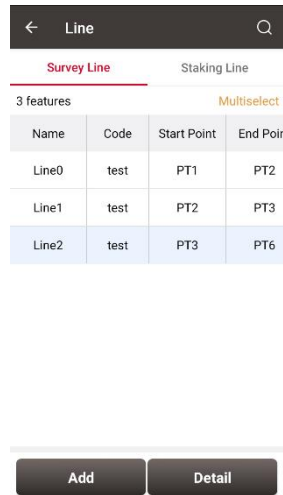 Line
Survey Line Staking Line
3 features Multiselect
Name Code Start Point End Poin
Line0 test PT1 PT2
Line1 test PT2 PT3
Line2 test PT3 PT6
Add Detail